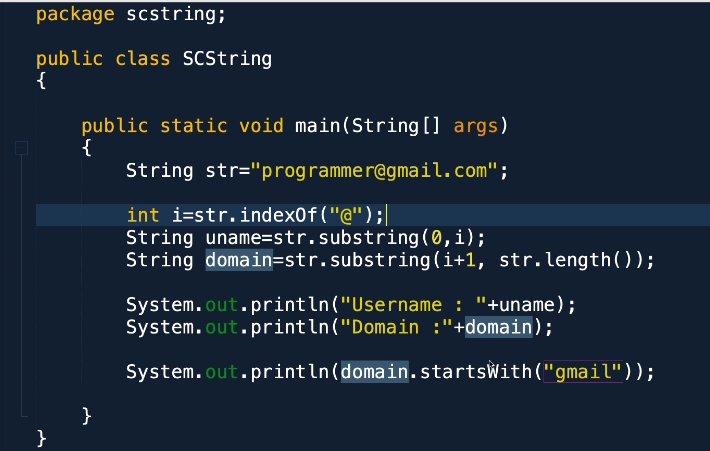 package scstring;
public class SCString
{
public static void main(String[] args)
{
String str="programmer@gmail.com";
int i=str.indexOf("@");
String uname=str.substring(0,i);
String domain=str.substring(i+1, str.length());
System.out.println("Username : "+uname);
System.out.println("Domain :"+domain);
System.out.println(domain.startsWith("gmail"));
}
}